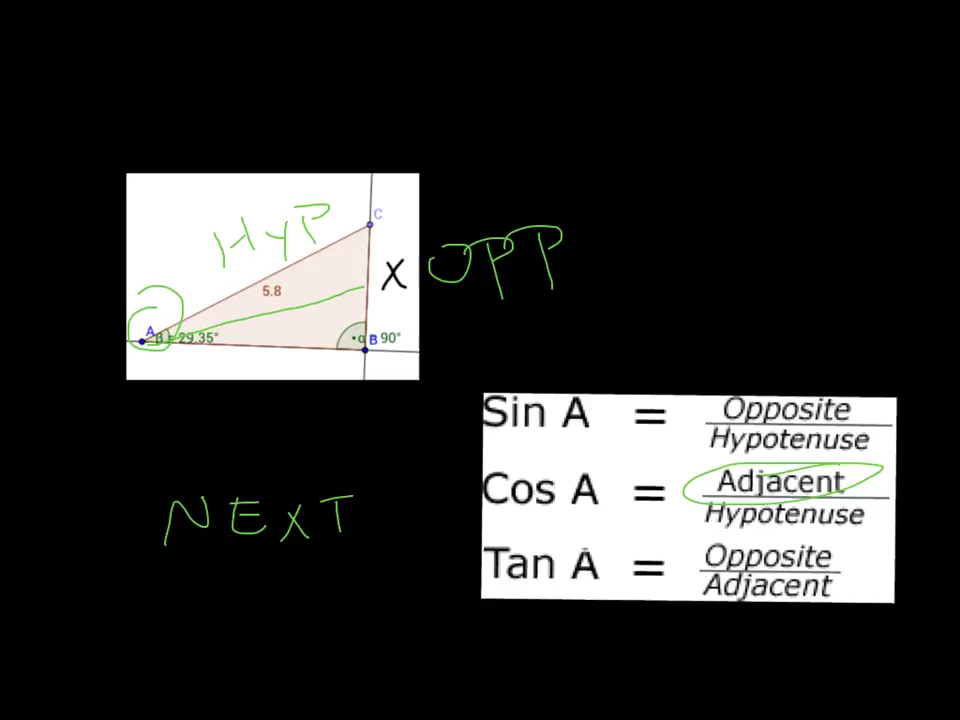 HyP
C
5.8
X
OPP
A
β = 29.35°
α
B
90°
Sin A = Opposite
Hypotenuse
Cos A = Adjacent
Hypotenuse
Tan A = Opposite
Adjacent
NEXT